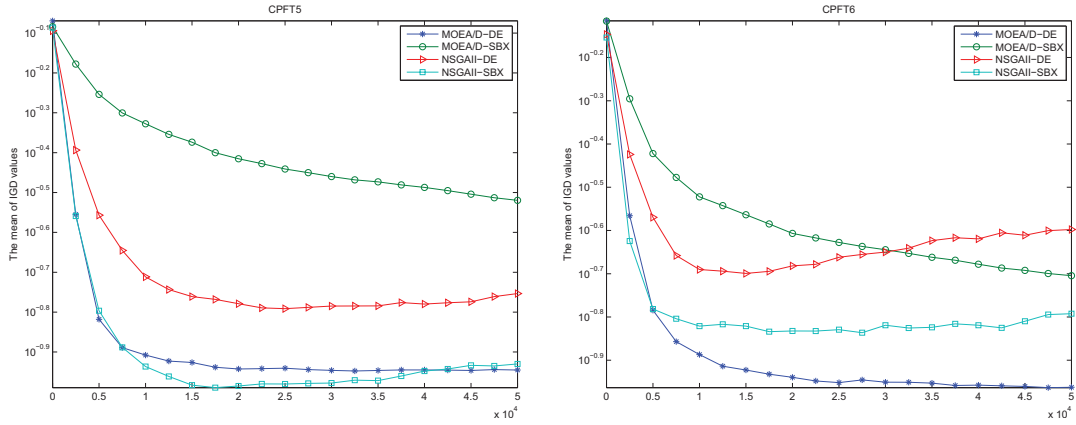 CPFT5
10^-0.1
10^-0.2
10^-0.3
10^-0.4
10^-0.5
10^-0.6
10^-0.7
10^-0.8
10^-0.9
The mean of IGD values
MOEA/D-DE
MOEA/D-SBX
NSGAII-DE
NSGAII-SBX
0 0.5 1 1.5 2 2.5 3 3.5 4 4.5 5
x 10^4
CPFT6
10^-0.2
10^-0.3
10^-0.4
10^-0.5
10^-0.6
10^-0.7
10^-0.8
10^-0.9
The mean of IGD values
MOEA/D-DE
MOEA/D-SBX
NSGAII-DE
NSGAII-SBX
0 0.5 1 1.5 2 2.5 3 3.5 4 4.5 5
x 10^4